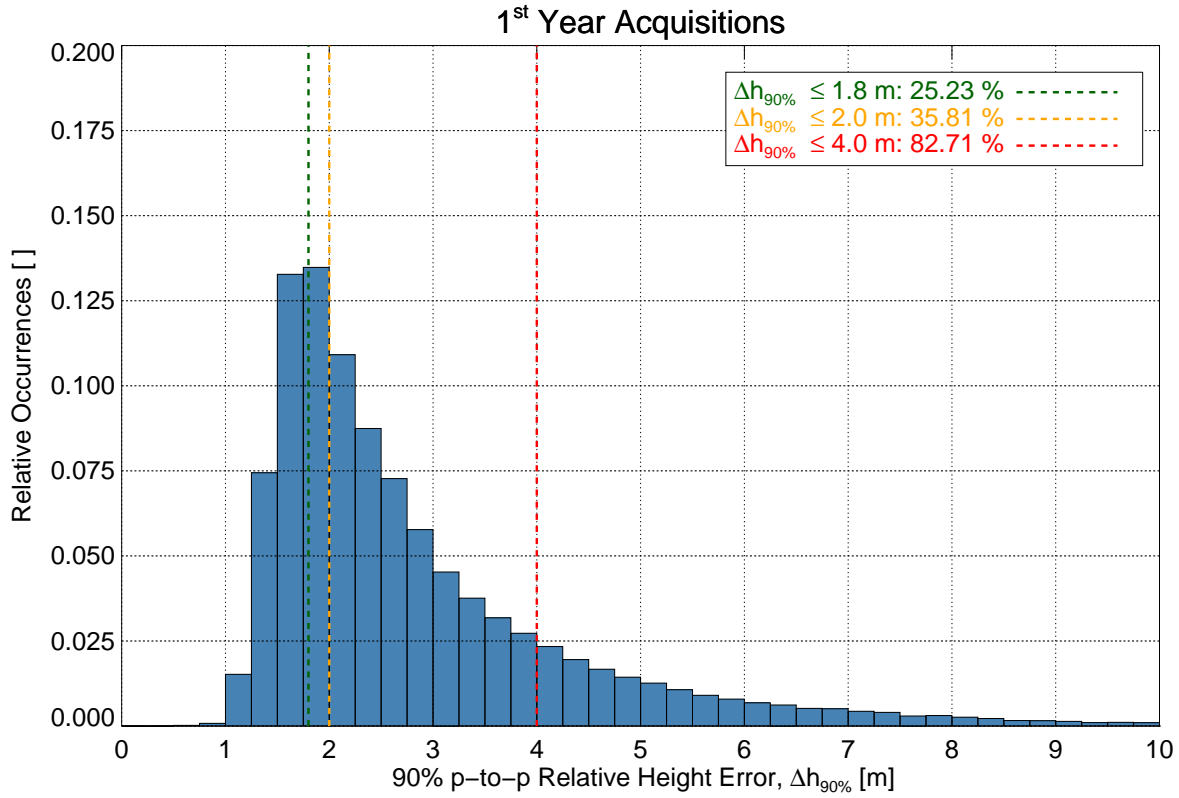 1st Year Acquisitions
Δh90% ≤ 1.8 m: 25.23 %
Δh90% ≤ 2.0 m: 35.81 %
Δh90% ≤ 4.0 m: 82.71 %
Relative Occurrences [ ]
0.200
0.175
0.150
0.125
0.100
0.075
0.050
0.025
0.000
0 1 2 3 4 5 6 7 8 9 10
90% p−to−p Relative Height Error, Δh90% [m]